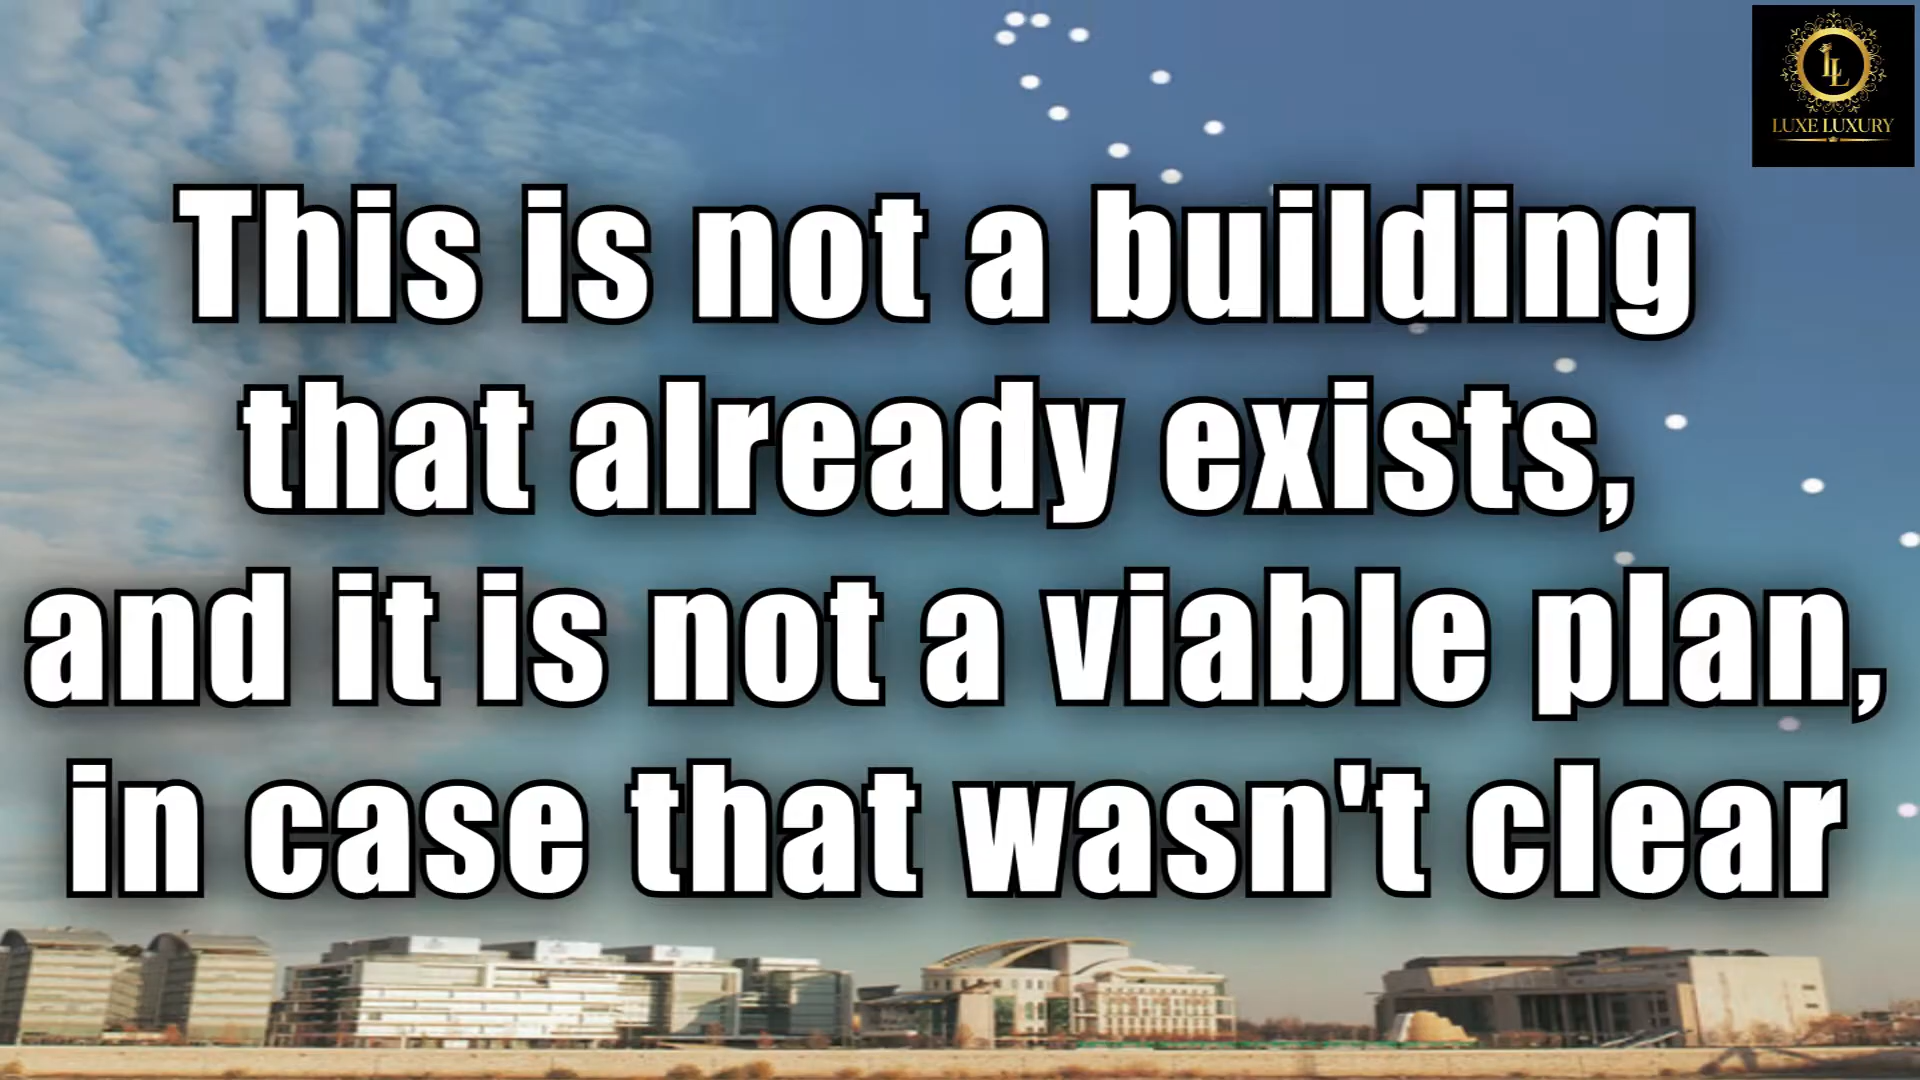 LL
LUXE LUXURY
This is not a building
that already exists,
and it is not a viable plan,
in case that wasn't clear